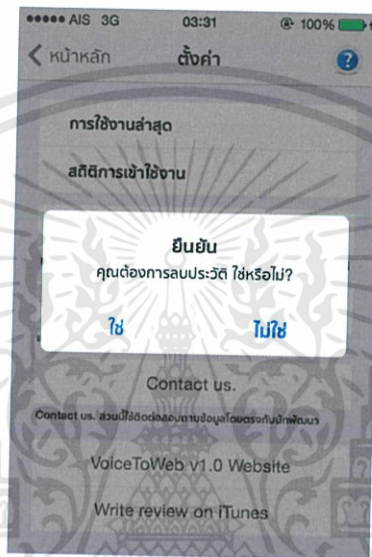 AIS 3G 03:31 100%
หน้าหลัก ตั้งค่า ?
การใช้งานล่าสุด
สถิติการเข้าใช้งาน
ยืนยัน
คุณต้องการลบประวัติ ใช่หรือไม่?
ใช่ ไม่ใช่
Contact us.
Contact us. ส่วนนี้ใช้ติดต่อสอบถามข้อมูลโดยตรงกับนักพัฒนา
VoiceToWeb v1.0 Website
Write review on iTunes